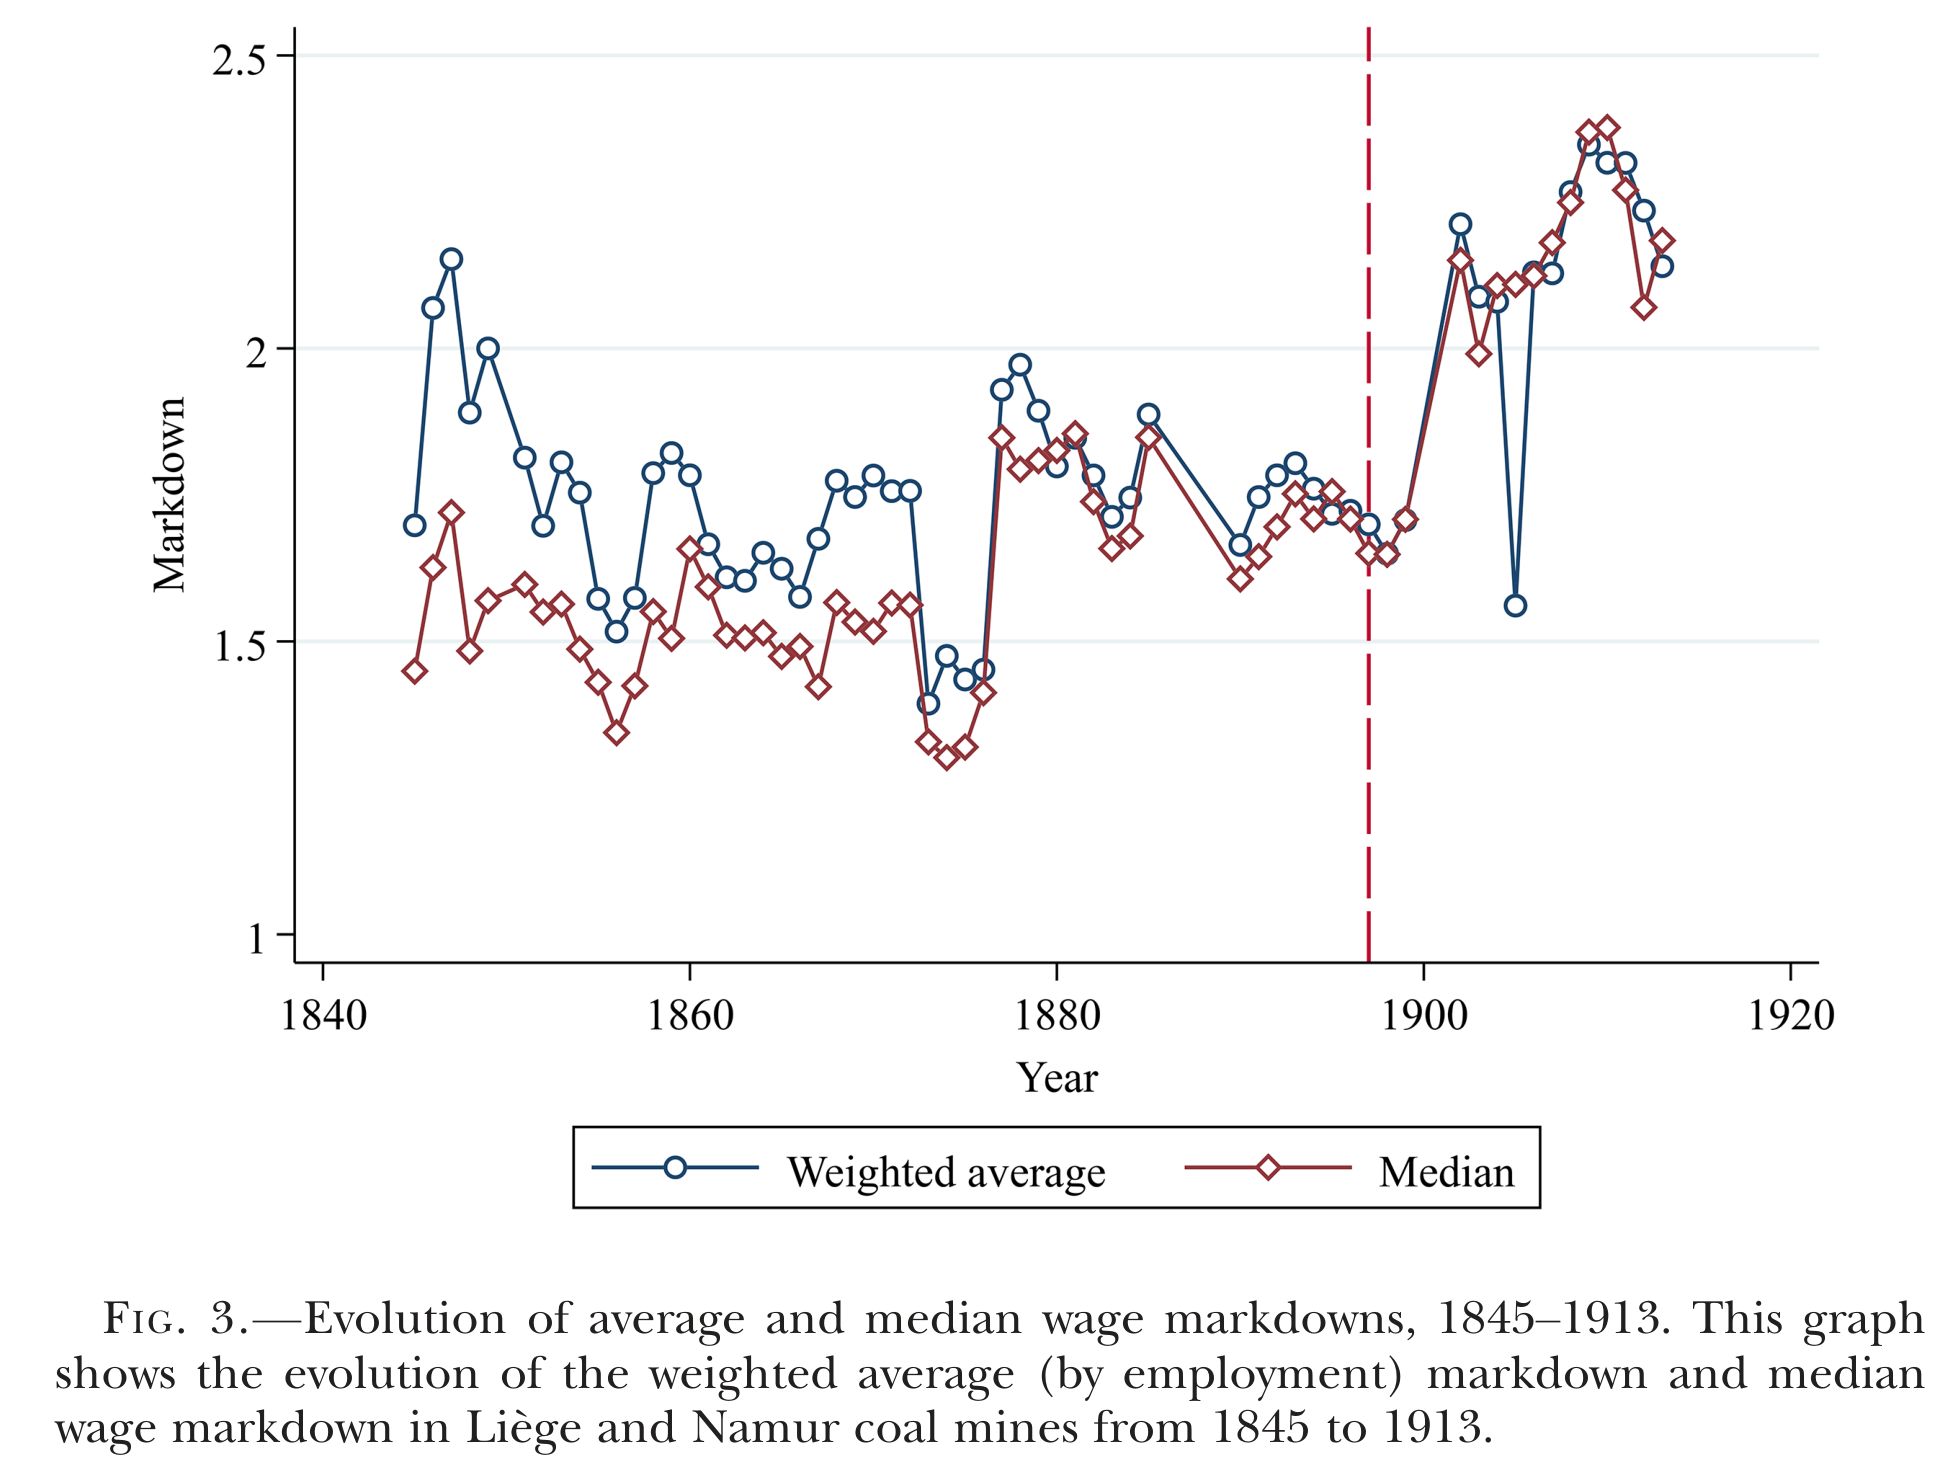 2.5
2
1.5
1
Markdown
1840 1860 1880 1900 1920
Year
Weighted average Median
Fig. 3.—Evolution of average and median wage markdowns, 1845–1913. This graph
shows the evolution of the weighted average (by employment) markdown and median
wage markdown in Liège and Namur coal mines from 1845 to 1913.